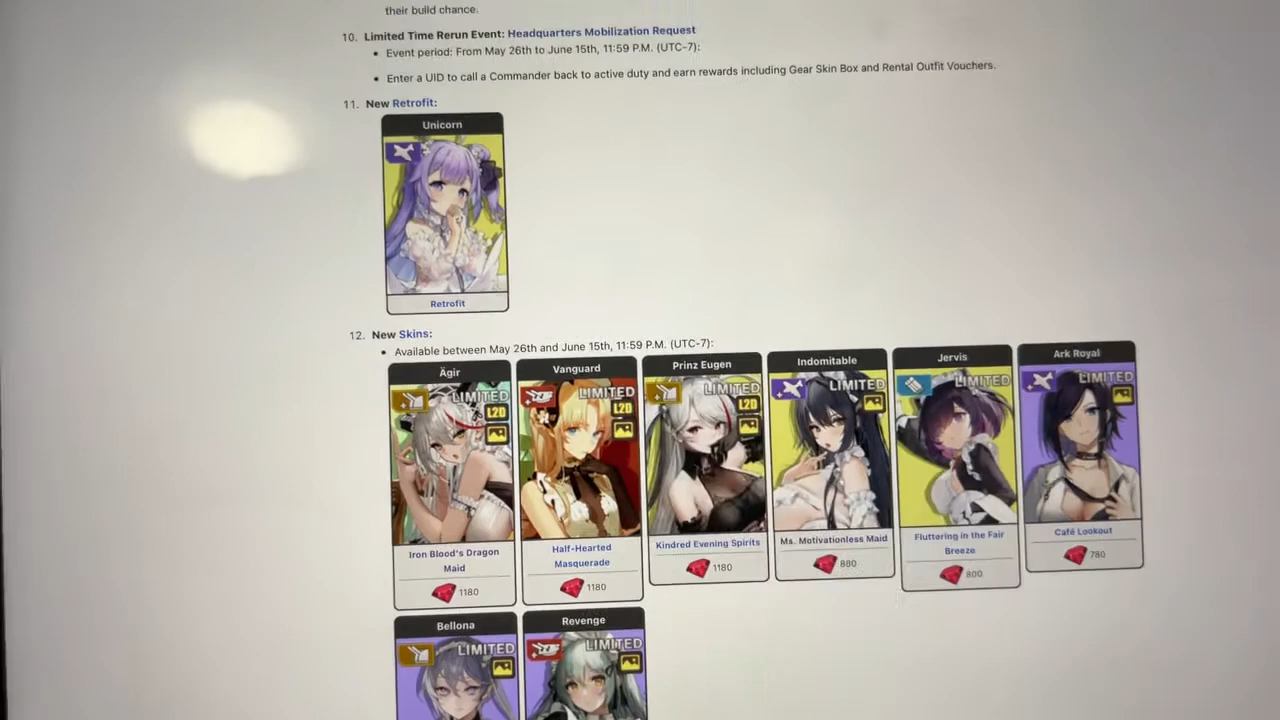 their build chance.
10. Limited Time Rerun Event: Headquarters Mobilization Request
• Event period: From May 26th to June 15th, 11:59 P.M. (UTC-7):
• Enter a UID to call a Commander back to active duty and earn rewards including Gear Skin Box and Rental Outfit Vouchers.
11. New Retrofit:
Unicorn
Retrofit
12. New Skins:
• Available between May 26th and June 15th, 11:59 P.M. (UTC-7):
Ägir
LIMITED
L2D
Iron Blood's Dragon
Maid
1180
Vanguard
LIMITED
L2D
Half-Hearted
Masquerade
1180
Prinz Eugen
LIMITED
L2D
Kindred Evening Spirits
1180
Indomitable
LIMITED
Ms. Motivationless Maid
880
Jervis
LIMITED
Fluttering in the Fair
Breeze
800
Ark Royal
LIMITED
Café Lookout
780
Bellona
LIMITED
Revenge
LIMITED